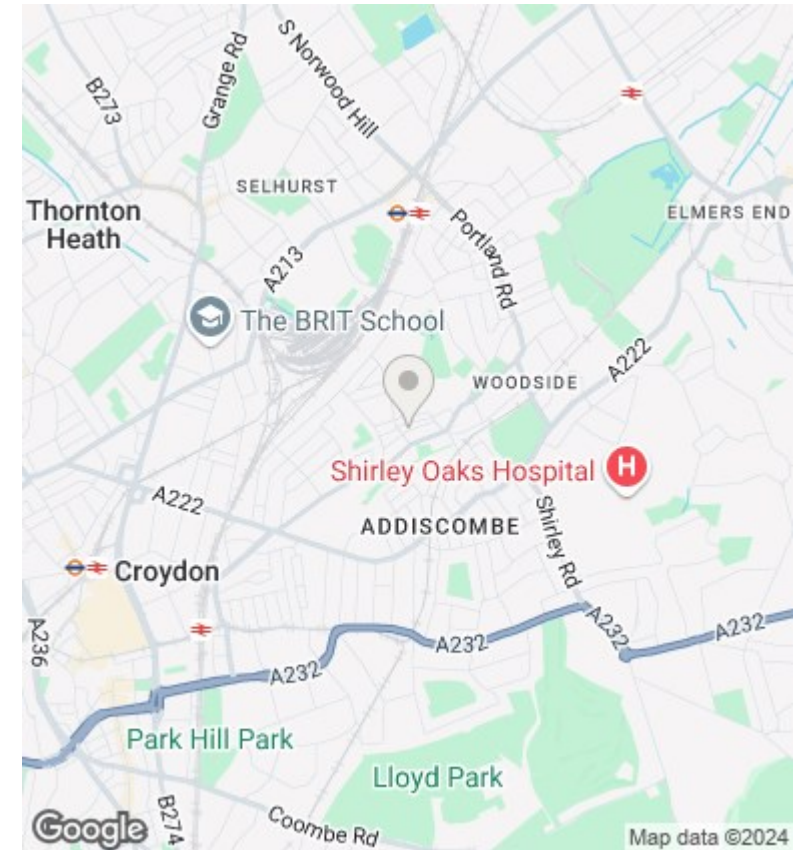 S Norwood Hill
Grange Rd
B273
SELHURST
Thornton
Heath
ELMERS END
Portland Rd
A213
The BRIT School
A222
WOODSIDE
Shirley Oaks Hospital H
A222
ADDISCOMBE
Shirley Rd
Croydon
A236
A232
A232
A232
A232
Park Hill Park
Lloyd Park
B274
Coombe Rd
Google
Map data ©2024